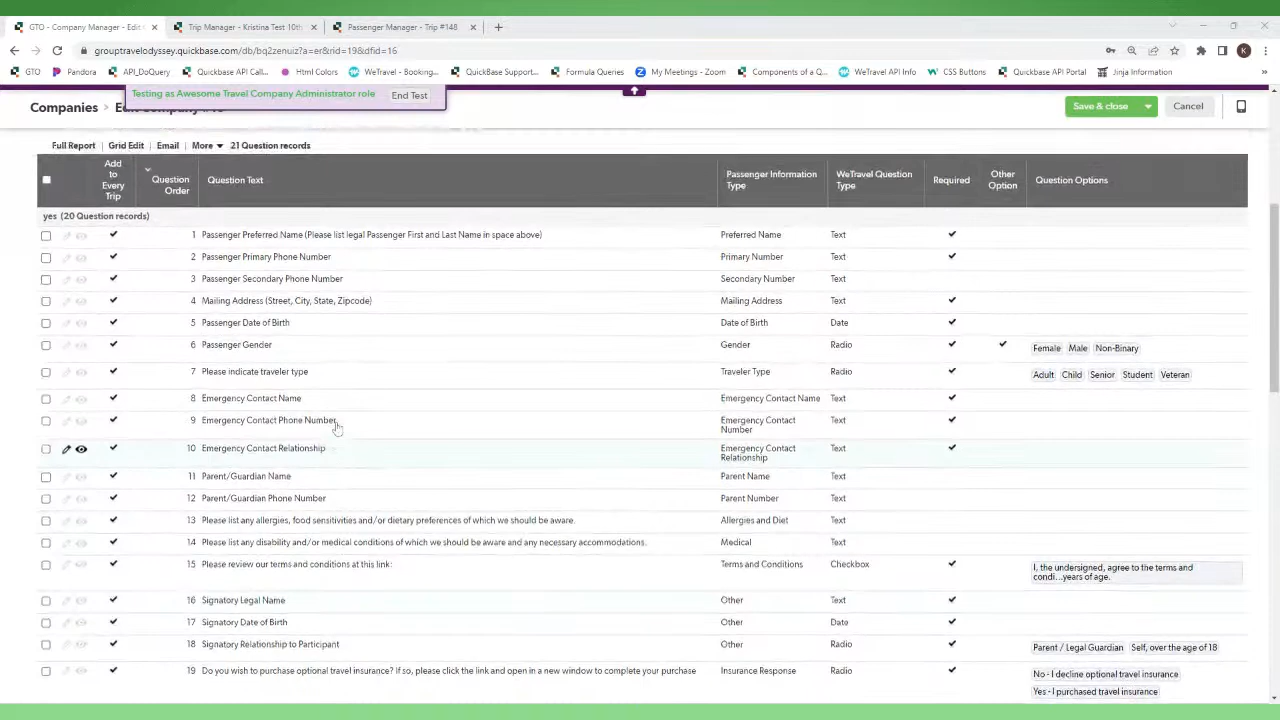 GTO - Company Manager - Edit
Trip Manager - Kristina Test 10th
Passenger Manager - Trip #148
grouptravelodyssey.quickbase.com/db/bq2zenuiz?a=er&rid=19&dfid=16
K
GTO Pandora API_DoQuery Quickbase API Call... Html Colors WeTravel - Booking... QuickBase Support... Formula Queries My Meetings - Zoom Components of a Q... WeTravel API Info CSS Buttons Quickbase API Portal Jinja Information »
Testing as Awesome Travel Company Administrator role End Test
Companies > Edit Company Save & close Cancel
Full Report | Grid Edit | Email | More 21 Question records
Add to Every Trip Question Order Question Text Passenger Information Type WeTravel Question Type Required Other Option Question Options
yes (20 Question records)
1 Passenger Preferred Name (Please list legal Passenger First and Last Name in space above) Preferred Name Text
2 Passenger Primary Phone Number Primary Number Text
3 Passenger Secondary Phone Number Secondary Number Text
4 Mailing Address (Street, City, State, Zipcode) Mailing Address Text
5 Passenger Date of Birth Date of Birth Date
6 Passenger Gender Gender Radio Female Male Non-Binary
7 Please indicate traveler type Traveler Type Radio Adult Child Senior Student Veteran
8 Emergency Contact Name Emergency Contact Name Text
9 Emergency Contact Phone Number Emergency Contact Number Text
10 Emergency Contact Relationship Emergency Contact Relationship Text
11 Parent/Guardian Name Parent Name Text
12 Parent/Guardian Phone Number Parent Number Text
13 Please list any allergies, food sensitivities and/or dietary preferences of which we should be aware. Allergies and Diet Text
14 Please list any disability and/or medical conditions of which we should be aware and any necessary accommodations. Medical Text
15 Please review our terms and conditions at this link: Terms and Conditions Checkbox I, the undersigned, agree to the terms and condi...years of age.
16 Signatory Legal Name Other Text
17 Signatory Date of Birth Other Date
18 Signatory Relationship to Participant Other Radio Parent / Legal Guardian Self, over the age of 18
19 Do you wish to purchase optional travel insurance? If so, please click the link and open in a new window to complete your purchase Insurance Response Radio No - I decline optional travel insurance
Yes - I purchased travel insurance